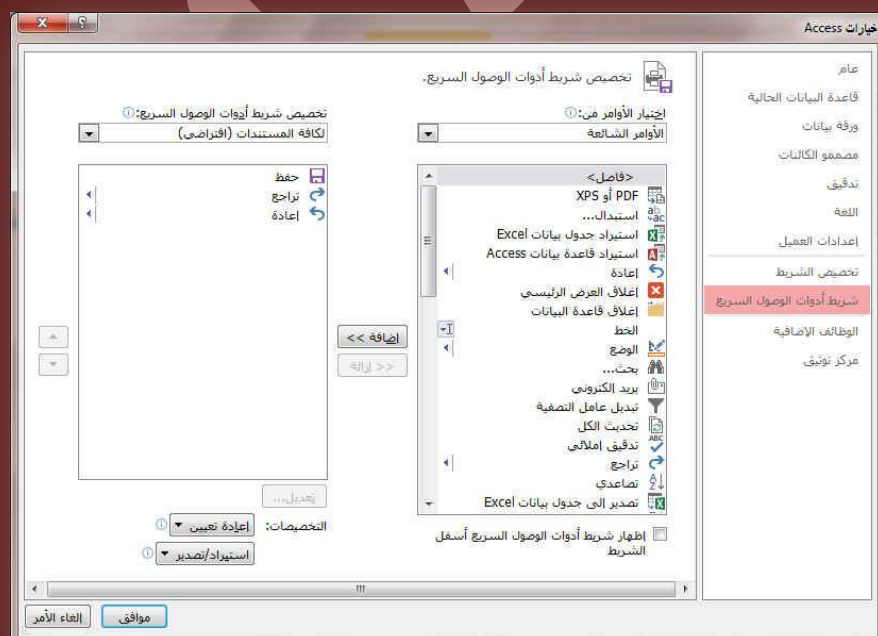 خيارات Access
عام
قاعدة البيانات الحالية
ورقة بيانات
مصممو الكائنات
تدقيق
اللغة
إعدادات العميل
تخصيص الشريط
شريط أدوات الوصول السريع
الوظائف الإضافية
مركز توثيق
تخصيص شريط أدوات الوصول السريع.
اختيار الأوامر من:
الأوامر الشائعة
<فاصل>
PDF أو XPS
استبدال...
استيراد جدول بيانات Excel
استيراد قاعدة بيانات Access
إعادة
إغلاق العرض الرئيسي
إغلاق قاعدة البيانات
الخط
الوضع
بحث...
بريد إلكتروني
تبديل عامل التصفية
تحديث الكل
تدقيق إملائي
تراجع
تصاعدي
تصدير إلى جدول بيانات Excel
إظهار شريط أدوات الوصول السريع أسفل
الشريط
إضافة >>
<< إزالة
تخصيص شريط أدوات الوصول السريع:
لكافة المستندات (افتراضي)
حفظ
تراجع
إعادة
تعديل...
التخصيصات:
إعادة تعيين
استيراد/تصدير
موافق
إلغاء الأمر